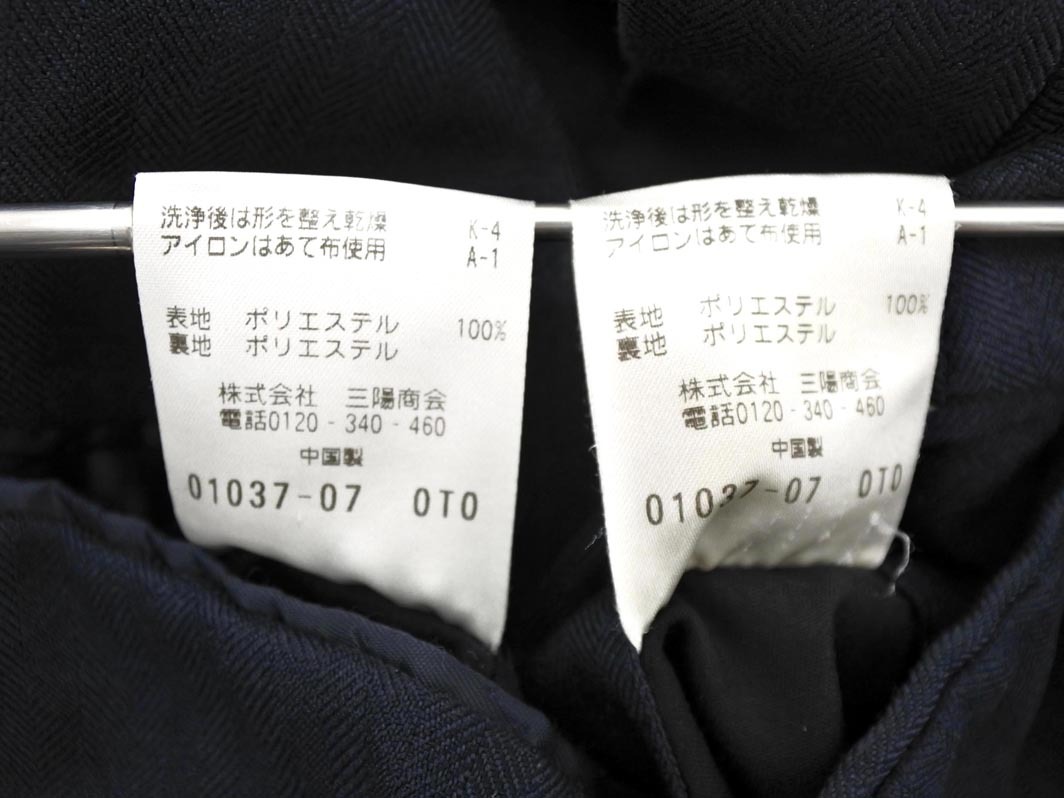 洗浄後は形を整え乾燥 K-4
アイロンはあて布使用 A-1
表地 ポリエステル 100%
裏地 ポリエステル
株式会社 三陽商会
電話0120-340-460
中国製
01037-07 0T0
洗浄後は形を整え乾燥 K-4
アイロンはあて布使用 A-1
表地 ポリエステル 100%
裏地 ポリエステル
株式会社 三陽商会
電話0120-340-460
中国製
01037-07 0T0